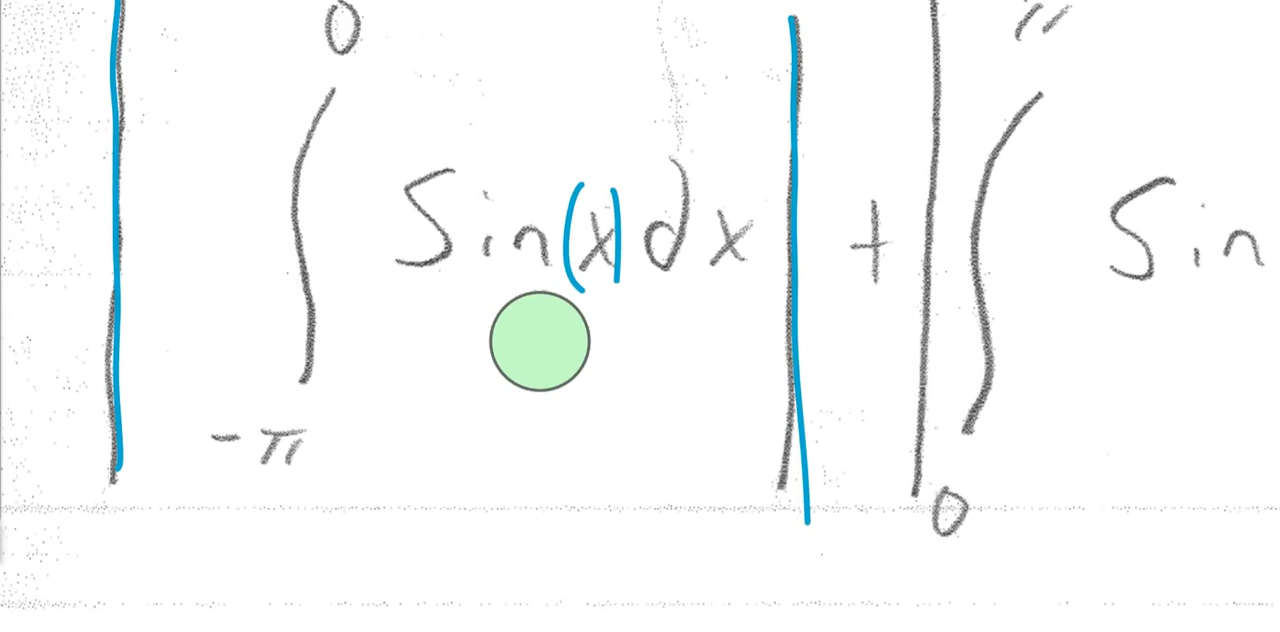 | ∫_{-π}^{0} Sin(x) dx | + | ∫_{0}^{π} Sin